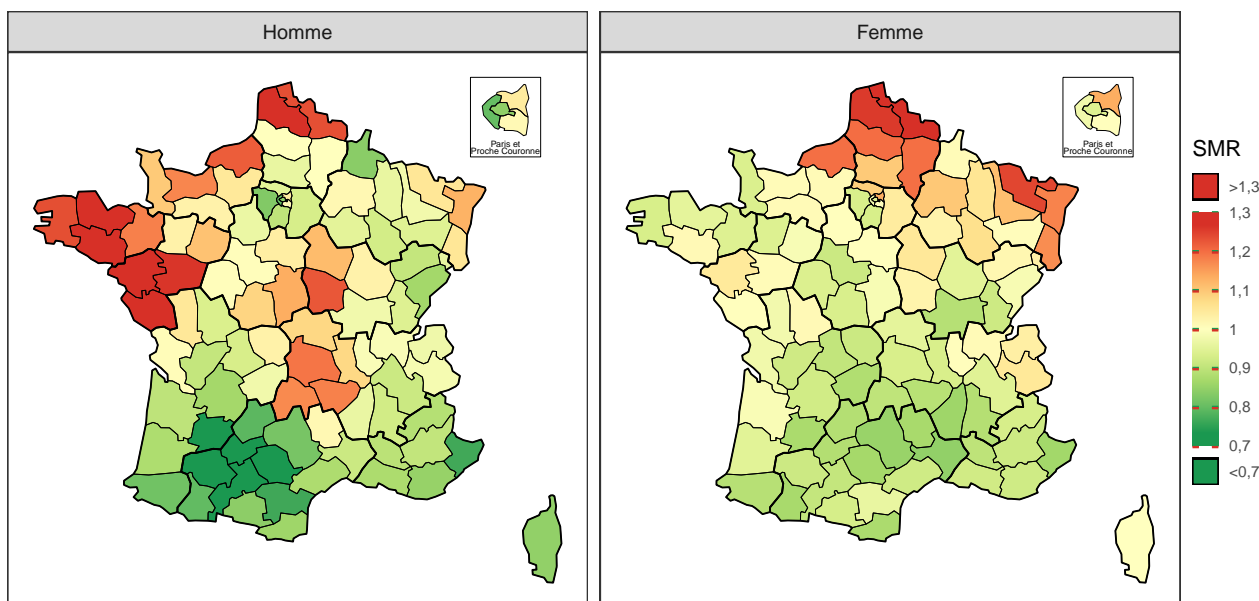 Homme
Femme
Paris et
Proche Couronne
Paris et
Proche Couronne
SMR
>1,3
1,3
1,2
1,1
1
0,9
0,8
0,7
<0,7